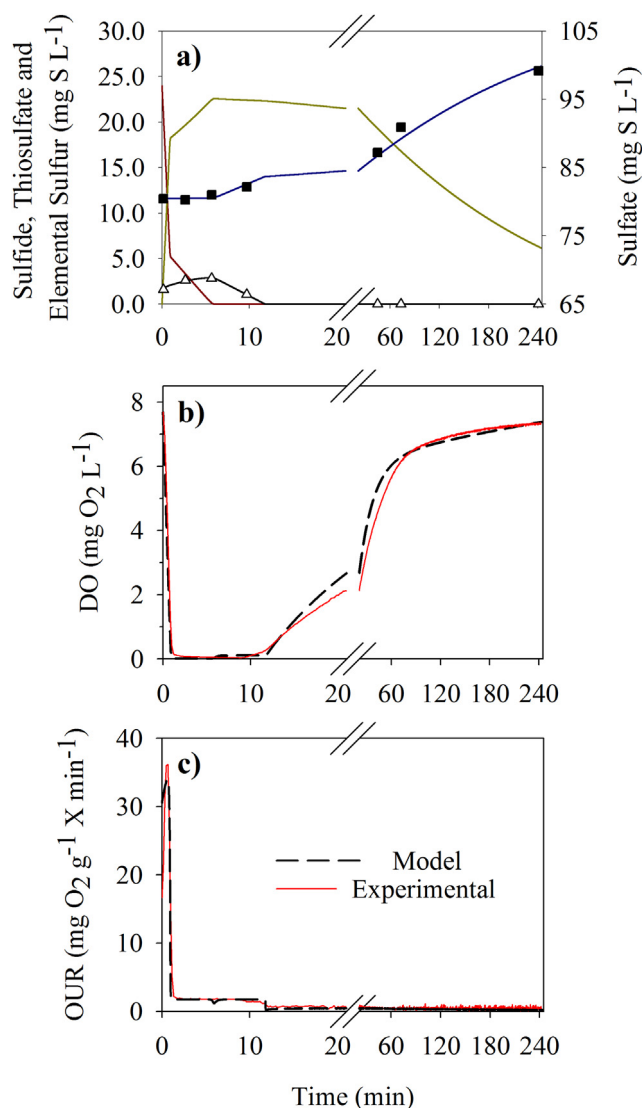 Sulfide, Thiosulfate and
Elemental Sulfur (mg S L-1)
30.0
25.0
20.0
15.0
10.0
5.0
0.0
a)
105
95
85
75
65
Sulfate (mg S L-1)
0 10 20 60 120 180 240
DO (mg O2 L-1)
8
6
4
2
0
b)
0 10 20 60 120 180 240
OUR (mg O2 g-1 X min-1)
40
30
20
10
0
c)
Model
Experimental
0 10 20 60 120 180 240
Time (min)